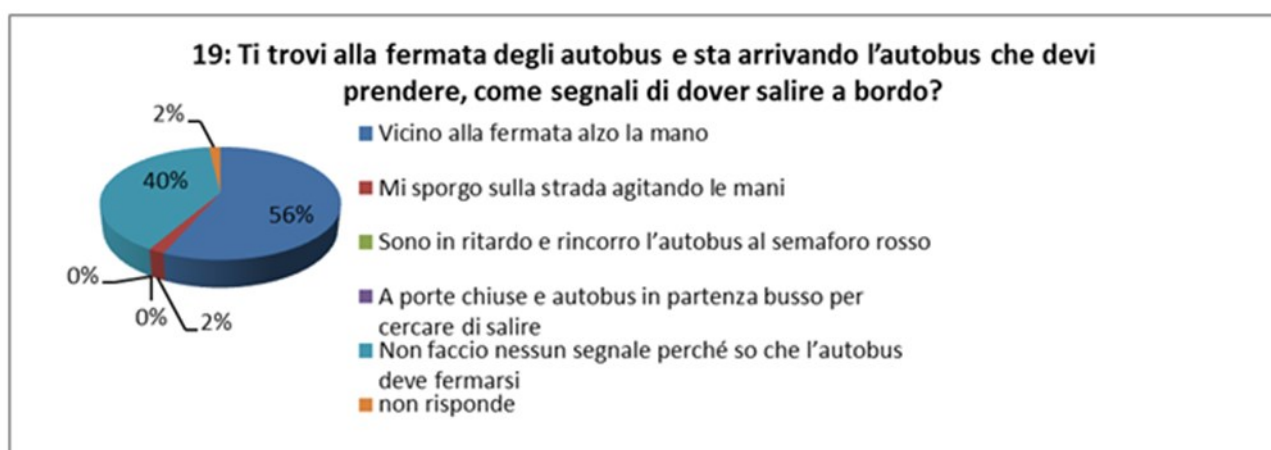 19: Ti trovi alla fermata degli autobus e sta arrivando l'autobus che devi
prendere, come segnali di dover salire a bordo?
2%
40%
56%
0%
0%
2%
Vicino alla fermata alzo la mano
Mi sporgo sulla strada agitando le mani
Sono in ritardo e rincorro l'autobus al semaforo rosso
A porte chiuse e autobus in partenza busso per
cercare di salire
Non faccio nessun segnale perché so che l'autobus
deve fermarsi
non risponde